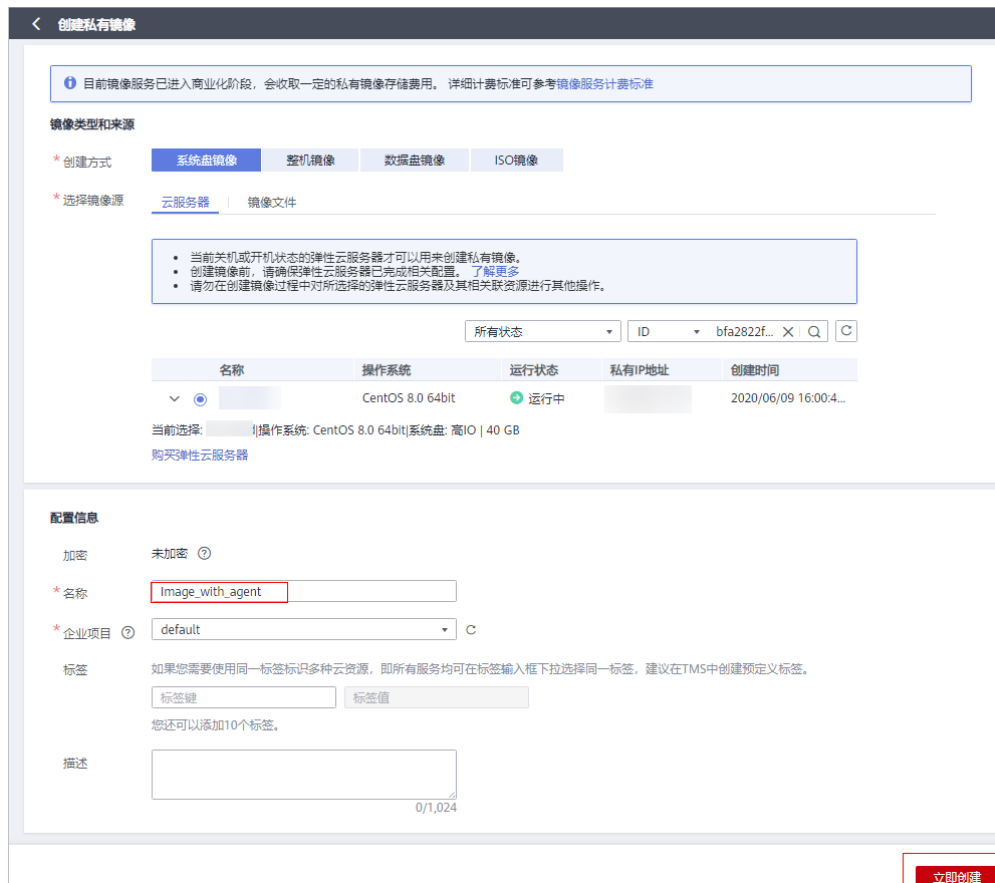 创建私有镜像
目前镜像服务已进入商业化阶段，会收取一定的私有镜像存储费用。 详细计费标准可参考镜像服务计费标准
镜像类型和来源
* 创建方式 系统盘镜像 整机镜像 数据盘镜像 ISO镜像
* 选择镜像源 云服务器 镜像文件
• 当前关机或开机状态的弹性云服务器才可以用来创建私有镜像。
• 创建镜像前，请确保弹性云服务器已完成相关配置。 了解更多
• 请勿在创建镜像过程中对所选择的弹性云服务器及其相关联资源进行其他操作。
所有状态 ID bfa2822f...
名称 操作系统 运行状态 私有IP地址 创建时间
CentOS 8.0 64bit 运行中 2020/06/09 16:00:4...
当前选择: |操作系统: CentOS 8.0 64bit|系统盘: 高IO | 40 GB
购买弹性云服务器
配置信息
加密 未加密 ?
* 名称 Image_with_agent
* 企业项目 ? default
标签 如果您需要使用同一标签标识多种云资源，即所有服务均可在标签输入框下拉选择同一标签，建议在TMS中创建预定义标签。
标签键 标签值
您还可以添加10个标签。
描述
0/1,024
立即创建